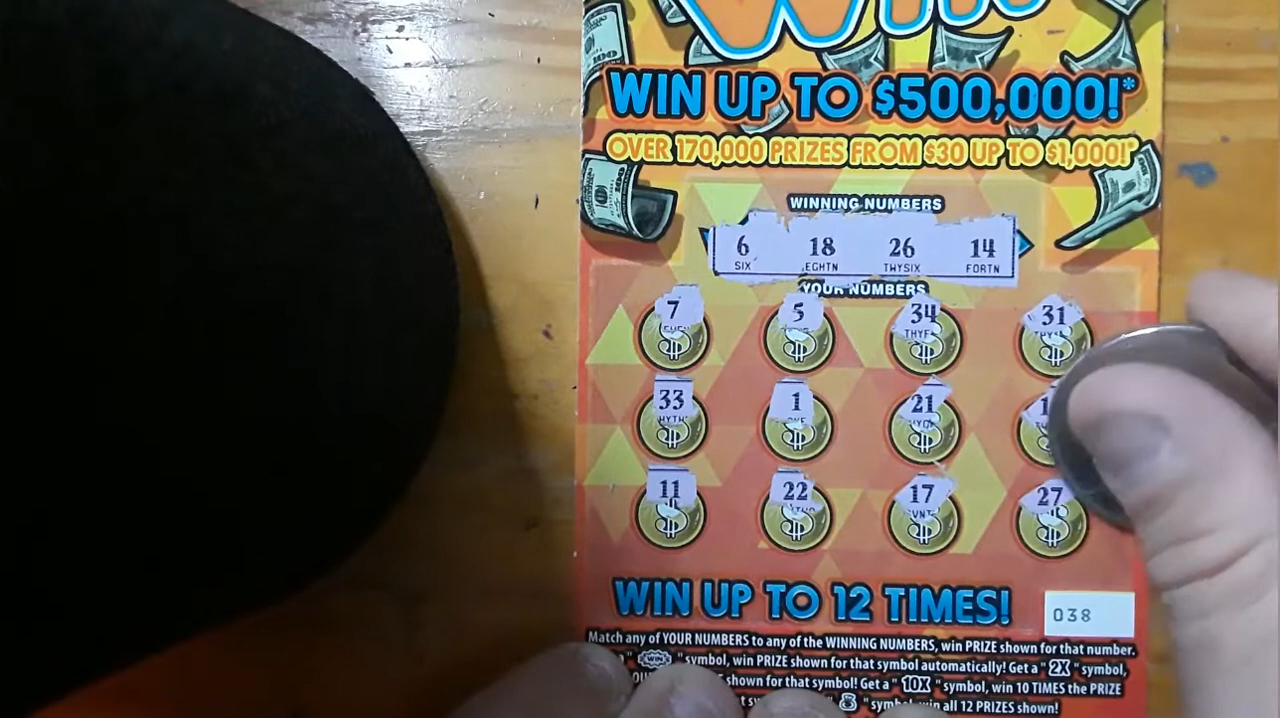 WIN UP TO $500,000!*
OVER 170,000 PRIZES FROM $30 UP TO $1,000!*
WINNING NUMBERS
6 18 26 14
SIX EGHTN TWYSIX FORTN
YOUR NUMBERS
7 5 34 31
33 1 21
11 22 17 27
WIN UP TO 12 TIMES!
038
Match any of YOUR NUMBERS to any of the WINNING NUMBERS, win PRIZE shown for that number.
" WIN " symbol, win PRIZE shown for that symbol automatically! Get a " 2X " symbol,
shown for that symbol! Get a " 10X " symbol, win 10 TIMES the PRIZE
win all 12 PRIZES shown!